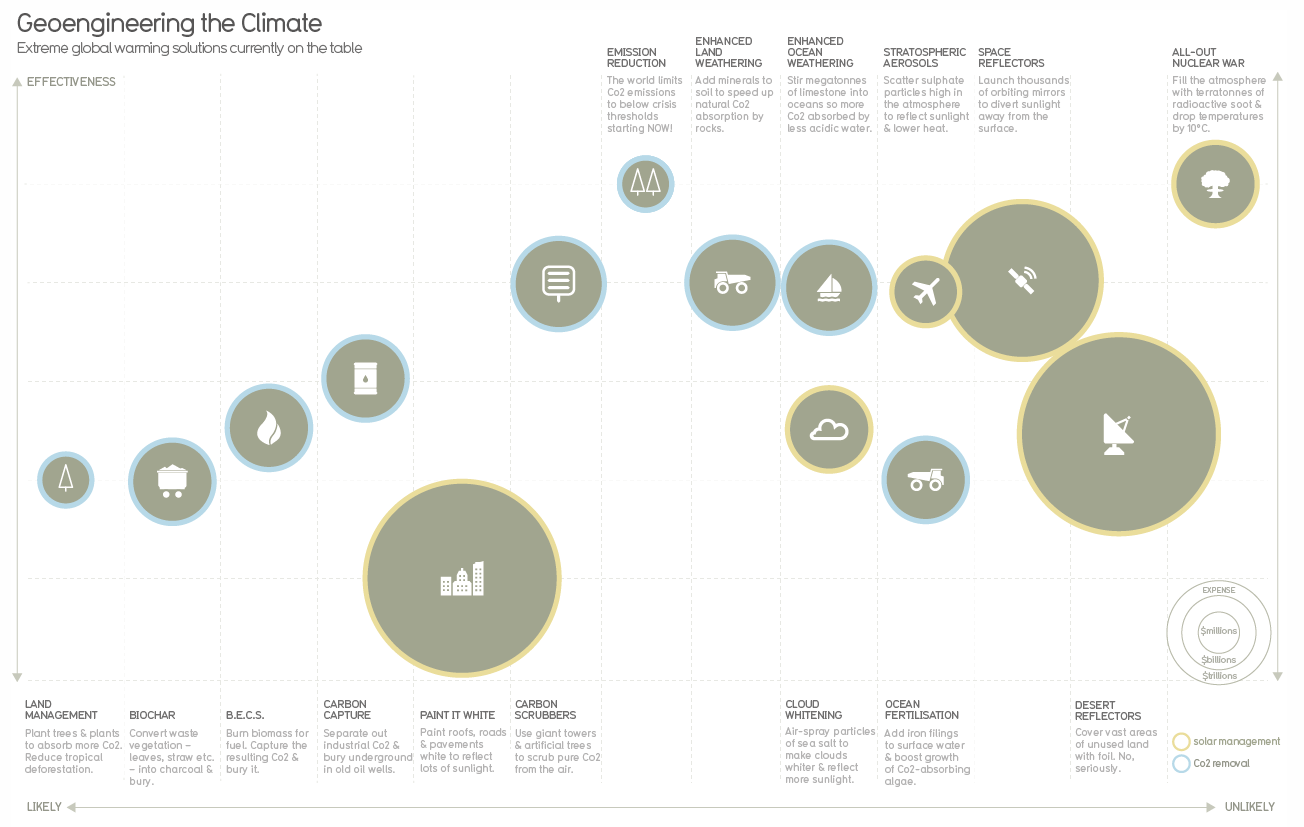 Geoengineering the Climate
Extreme global warming solutions currently on the table
EFFECTIVENESS
EMISSION
REDUCTION
The world limits
Co2 emissions
to below crisis
thresholds
starting NOW!
ENHANCED
LAND
WEATHERING
Add minerals to
soil to speed up
natural Co2
absorption by
rocks.
ENHANCED
OCEAN
WEATHERING
Stir megatonnes
of limestone into
oceans so more
Co2 absorbed by
less acidic water.
STRATOSPHERIC
AEROSOLS
Scatter sulphate
particles high in
the atmosphere
to reflect sunlight
& lower heat.
SPACE
REFLECTORS
Launch thousands
of orbiting mirrors
to divert sunlight
away from the
surface.
ALL-OUT
NUCLEAR WAR
Fill the atmosphere
with terratonnes of
radioactive soot &
drop temperatures
by 10°C.
EXPENSE
$millions
$billions
$trillions
LAND
MANAGEMENT
Plant trees & plants
to absorb more Co2.
Reduce tropical
deforestation.
BIOCHAR
Convert waste
vegetation –
leaves, straw etc.
– into charcoal &
bury.
B.E.C.S.
Burn biomass for
fuel. Capture the
resulting Co2 &
bury it.
CARBON
CAPTURE
Separate out
industrial Co2 &
bury underground
in old oil wells.
PAINT IT WHITE
Paint roofs, roads
& pavements
white to reflect
lots of sunlight.
CARBON
SCRUBBERS
Use giant towers
& artificial trees
to scrub pure Co2
from the air.
CLOUD
WHITENING
Air-spray particles
of sea salt to
make clouds
whiter & reflect
more sunlight.
OCEAN
FERTILISATION
Add iron filings
to surface water
& boost growth
of Co2-absorbing
algae.
DESERT
REFLECTORS
Cover vast areas
of unused land
with foil. No,
seriously.
solar management
Co2 removal
LIKELY
UNLIKELY